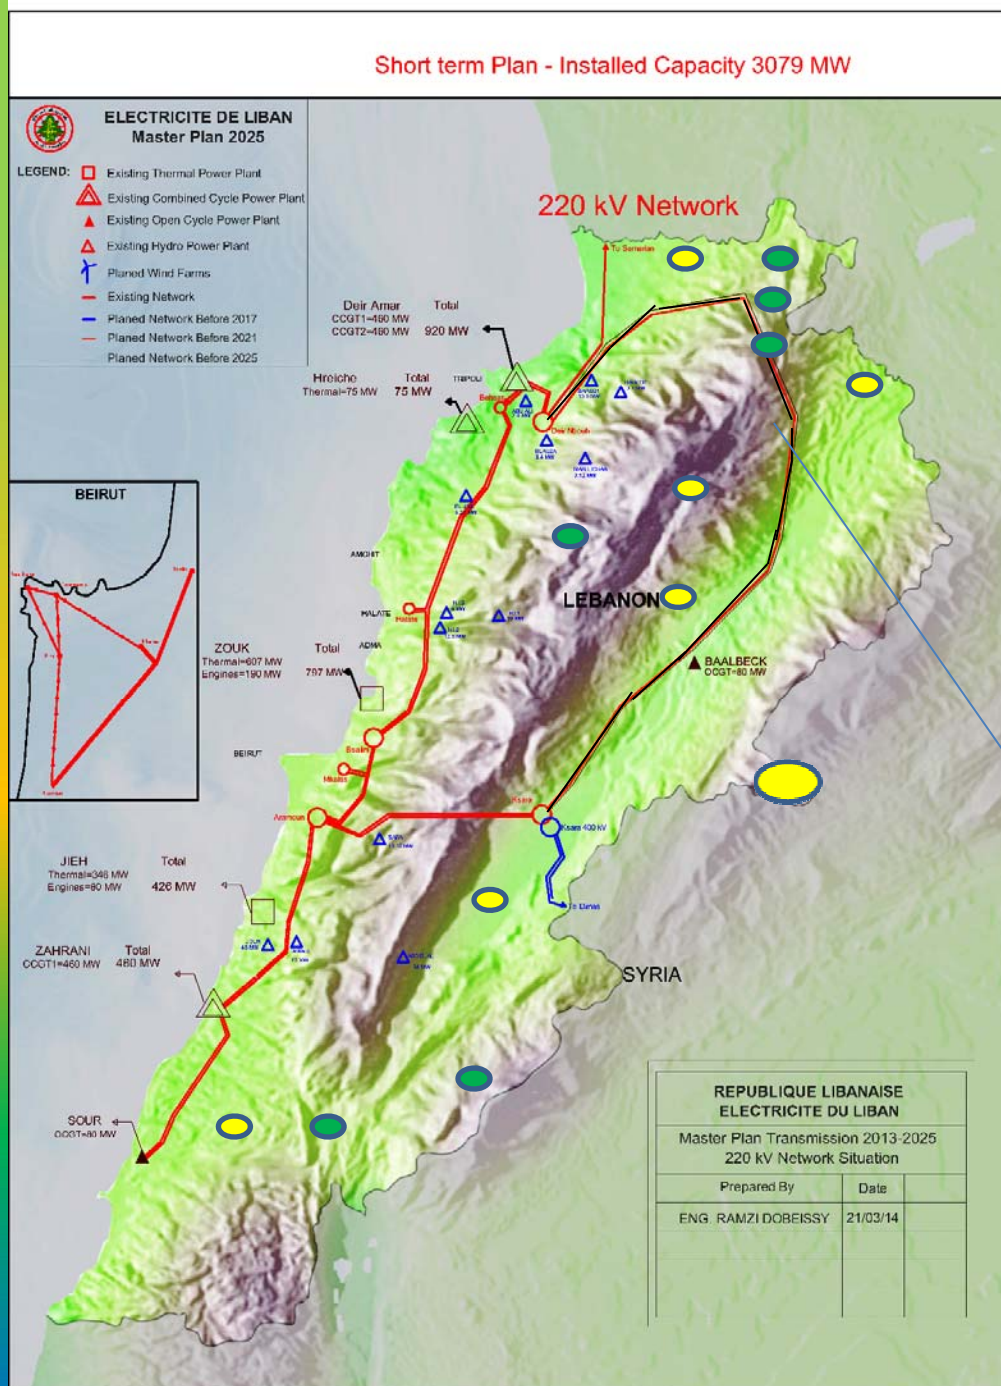 Short term Plan - Installed Capacity 3079 MW
ELECTRICITE DE LIBAN
Master Plan 2025
LEGEND:
Existing Thermal Power Plant
Existing Combined Cycle Power Plant
Existing Open Cycle Power Plant
Existing Hydro Power Plant
Planed Wind Farms
Existing Network
Planed Network Before 2017
Planed Network Before 2021
Planed Network Before 2025
220 kV Network
Deir Amar Total
CCGT1=460 MW
CCGT2=460 MW 920 MW
Hreiche Total
Thermal=75 MW 75 MW
TRIPOLI
Deir Nbouh
BEIRUT
AMCHIT
HALATE
ADMA
LEBANON
ZOUK Total
Thermal=607 MW
Engines=190 MW 797 MW
BAALBECK
OCGT=80 MW
BEIRUT
Bsalim
Mkalles
Aramoun
Ksara
Ksara 400 kV
JIEH Total
Thermal=346 MW
Engines=80 MW 426 MW
ZAHRANI Total
CCGT1=460 MW 460 MW
SYRIA
SOUR
OCGT=80 MW
REPUBLIQUE LIBANAISE
ELECTRICITE DU LIBAN
Master Plan Transmission 2013-2025
220 kV Network Situation
Prepared By Date
ENG. RAMZI DOBEISSY 21/03/14